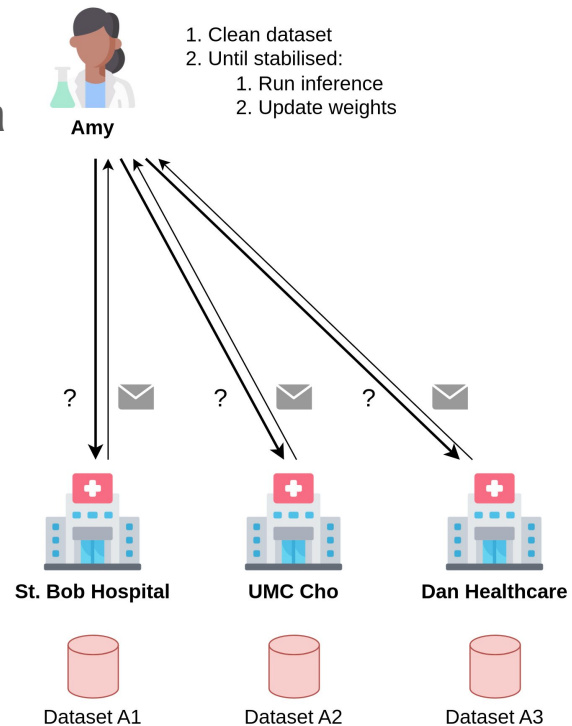 1. Clean dataset
2. Until stabilised:
1. Run inference
2. Update weights
Amy
? ? ?
St. Bob Hospital UMC Cho Dan Healthcare
Dataset A1 Dataset A2 Dataset A3